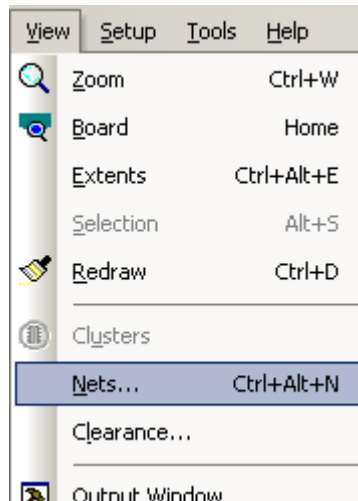 View Setup Tools Help
Zoom Ctrl+W
Board Home
Extents Ctrl+Alt+E
Selection Alt+S
Redraw Ctrl+D
Clusters
Nets... Ctrl+Alt+N
Clearance...
Output Window